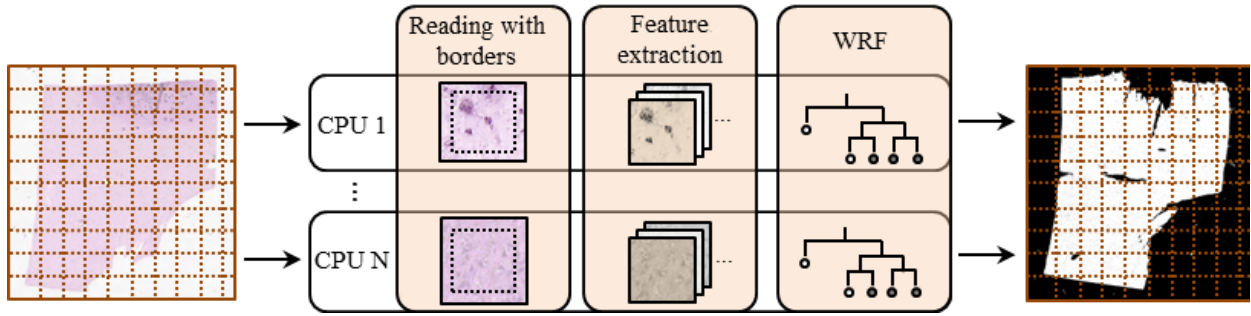 Reading with
borders
Feature
extraction
WRF
CPU 1
...
⋮
CPU N
...